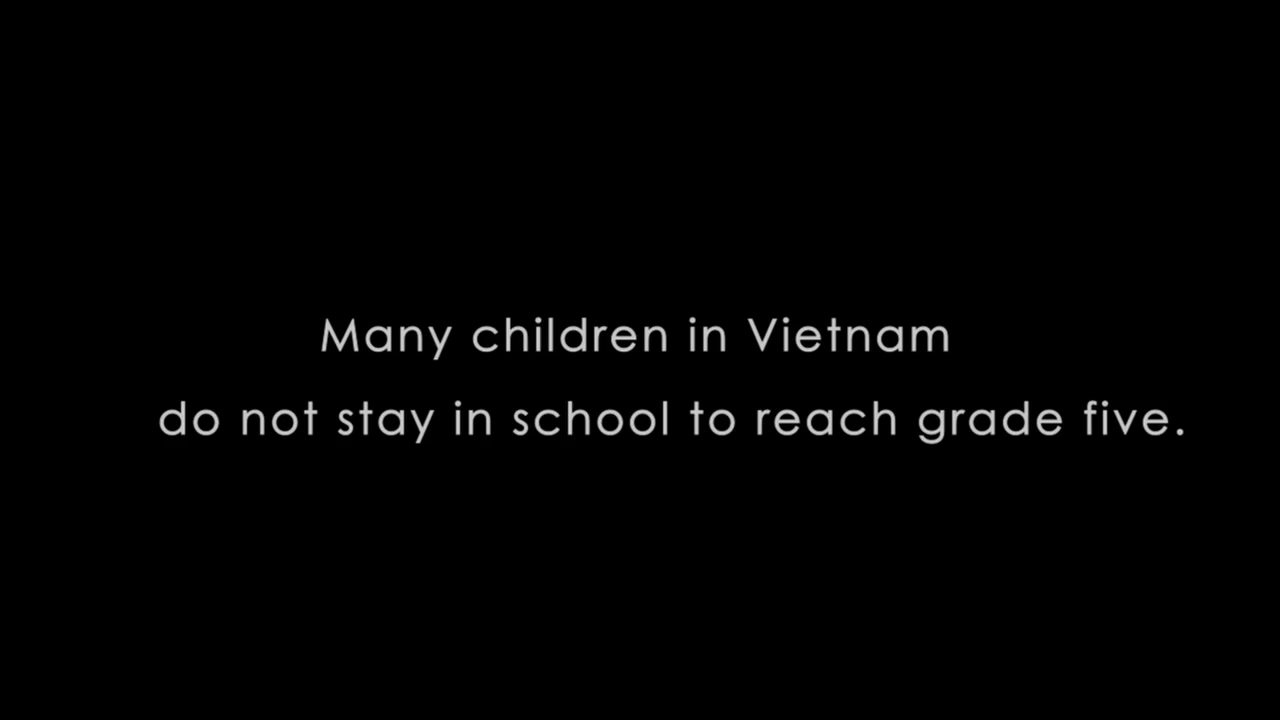 Many children in Vietnam
do not stay in school to reach grade five.